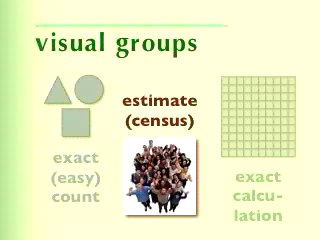 visual groups
estimate
(census)
exact
(easy)
count
exact
calcu-
lation